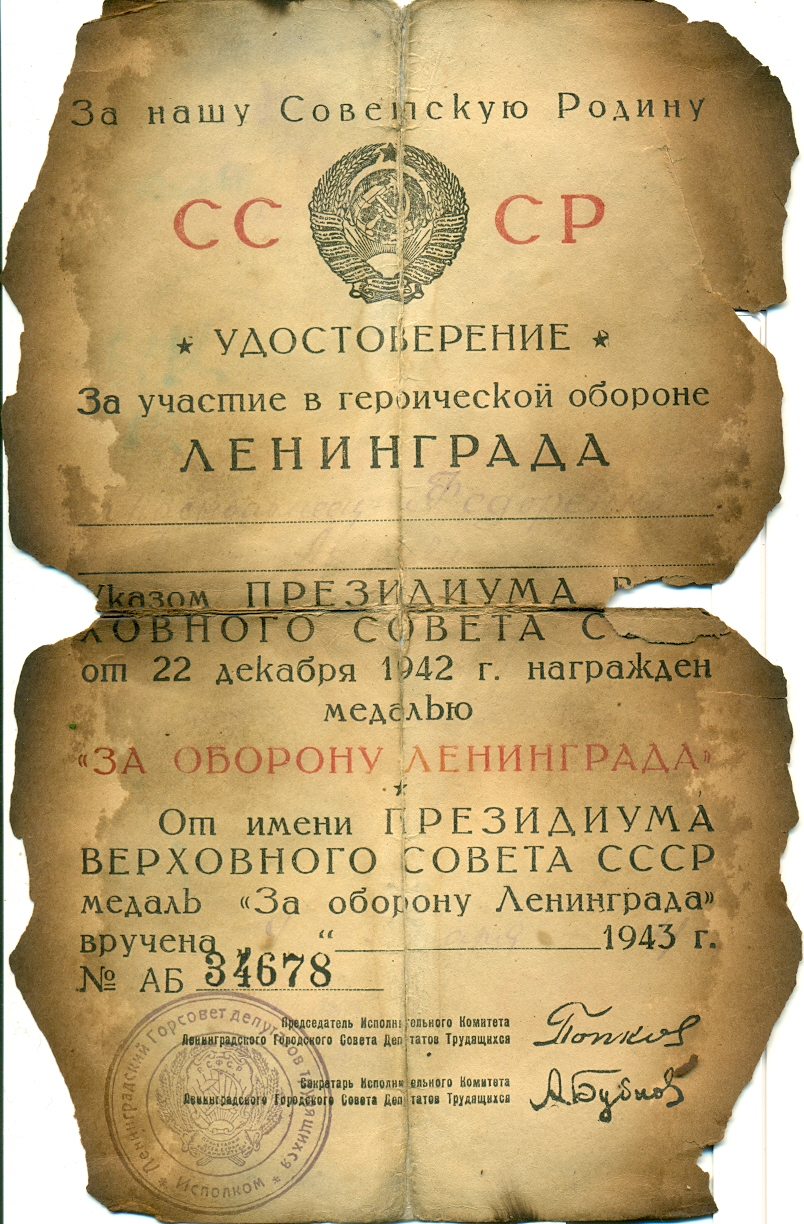 За нашу Советскую Родину
СС СР
★ УДОСТОВЕРЕНИЕ ★
За участие в героической обороне
ЛЕНИНГРАДА
Указом ПРЕЗИДИУМА
ХОВНОГО СОВЕТА
от 22 декабря 1942 г. награжден
медалью
«ЗА ОБОРОНУ ЛЕНИНГРАДА»
★
От имени ПРЕЗИДИУМА
ВЕРХОВНОГО СОВЕТА СССР
медаль «За оборону Ленинграда»
вручена „ “ 1943 г.
№ АБ 34678
Председатель Исполнительного Комитета
Ленинградского Городского Совета Депутатов Трудящихся
Попков
Секретарь Исполнительного Комитета
Ленинградского Городского Совета Депутатов Трудящихся
А Бубнов
Ленинградский Горсовет депутатов трудящихся
★ Исполком ★